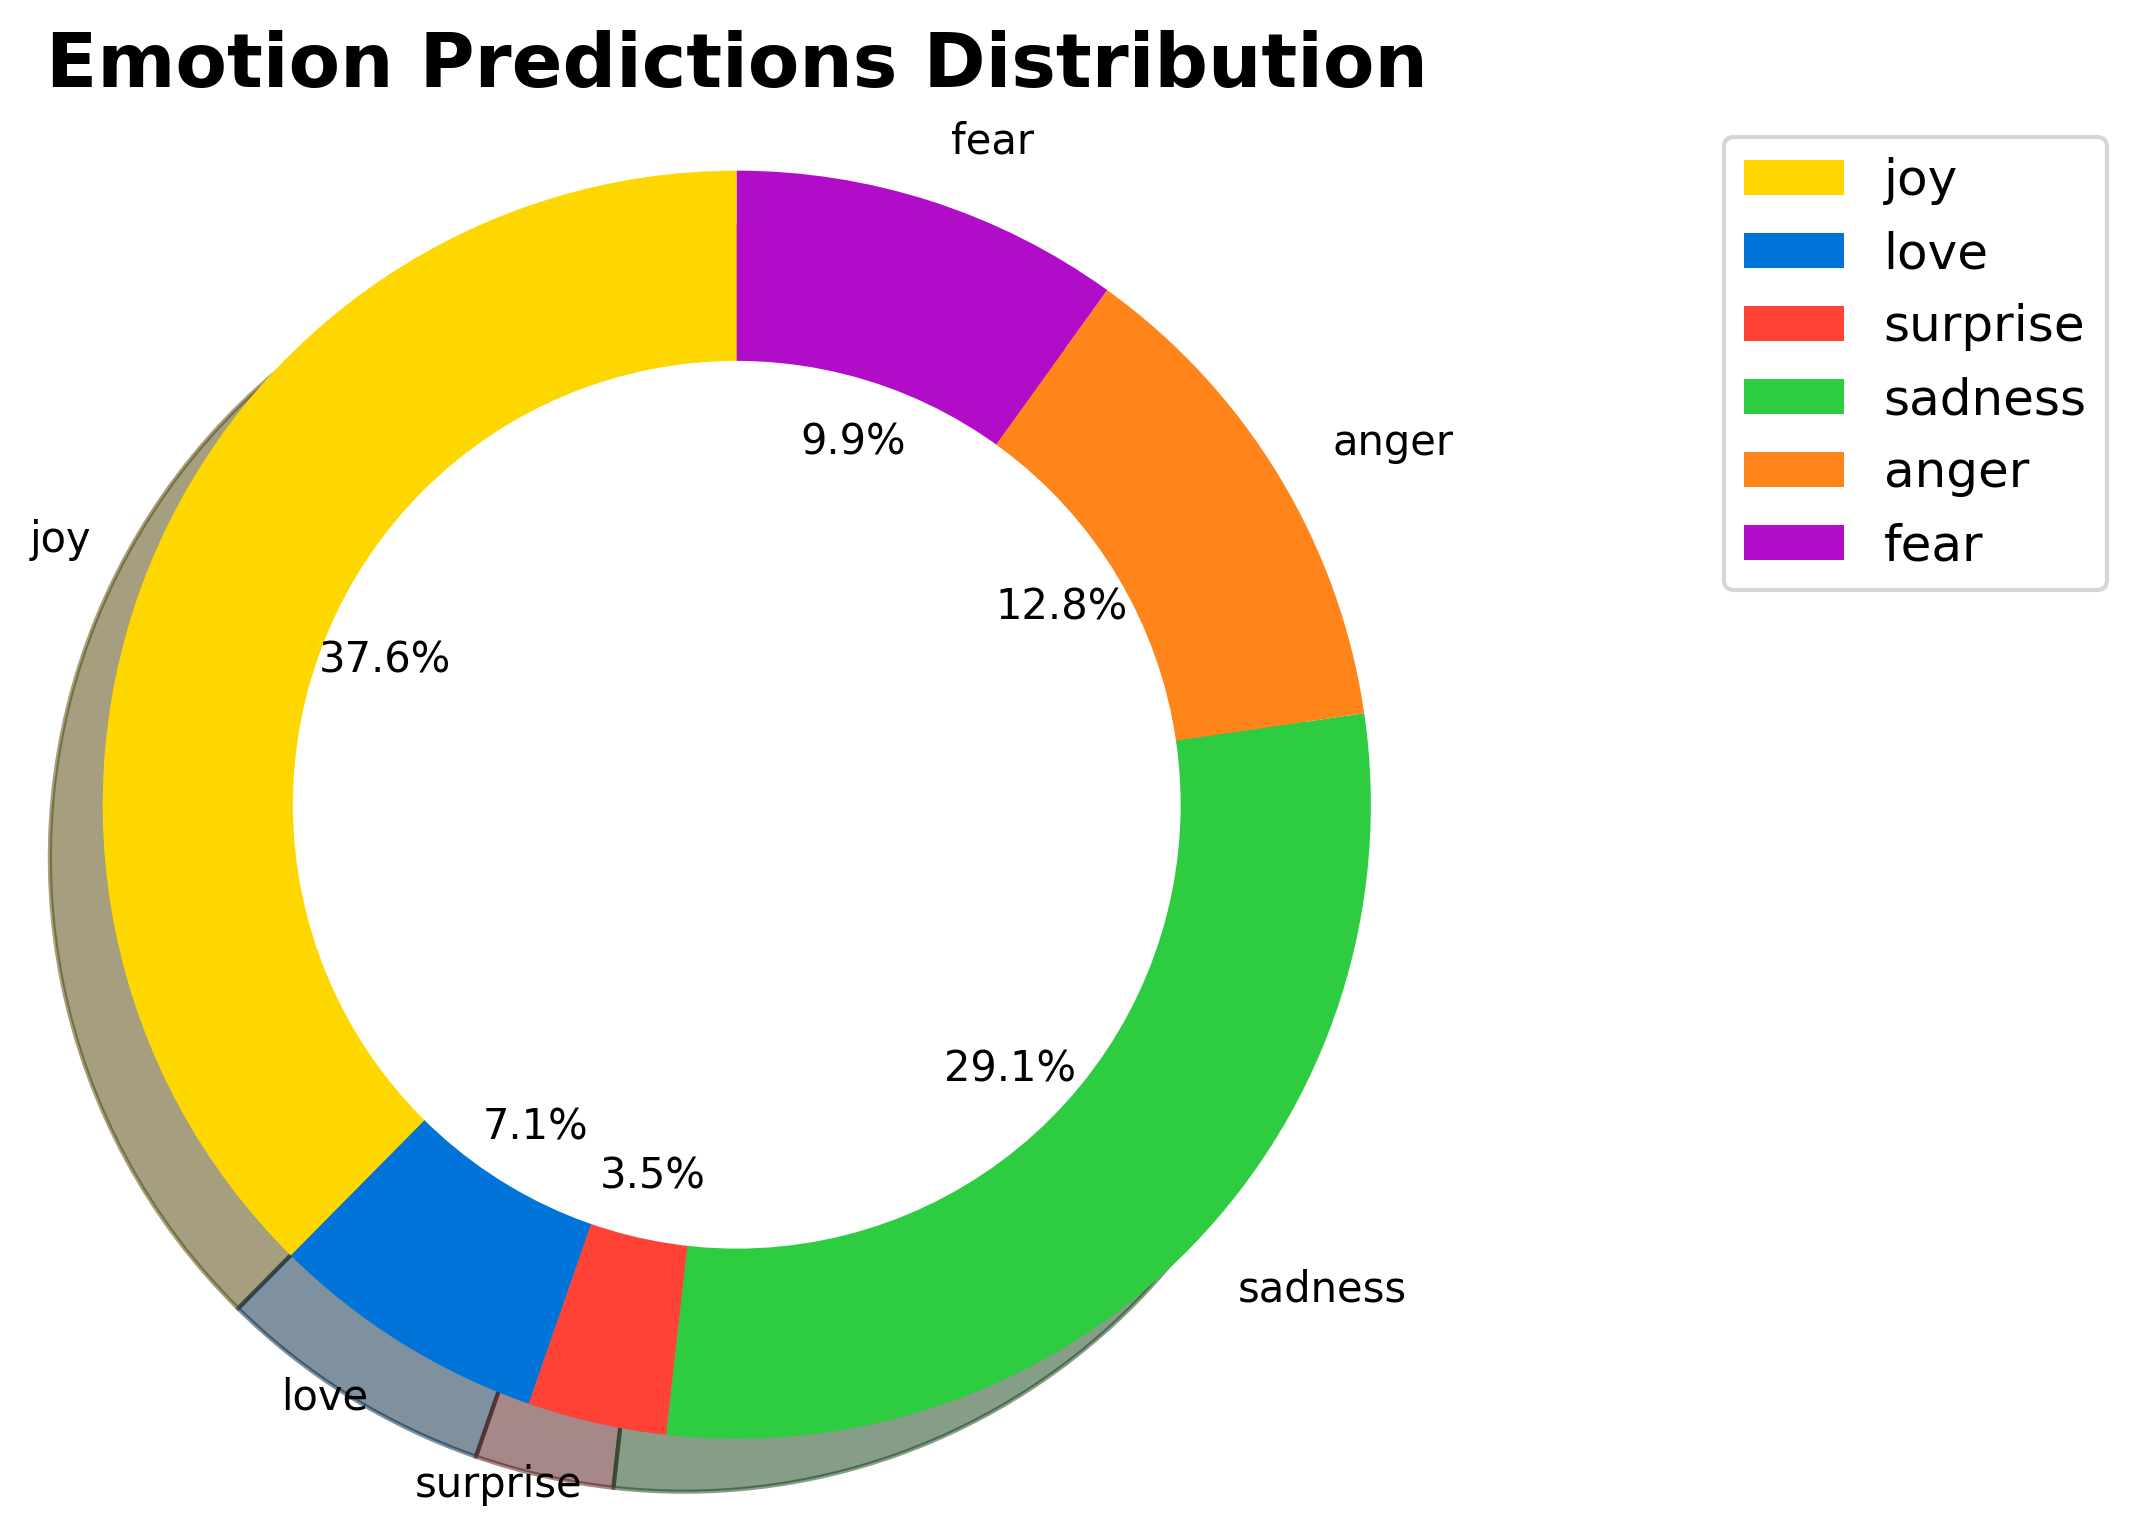 Emotion Predictions Distribution
fear
joy
love
surprise
sadness
anger
fear
9.9%
anger
12.8%
joy
37.6%
29.1%
7.1%
3.5%
sadness
love
surprise